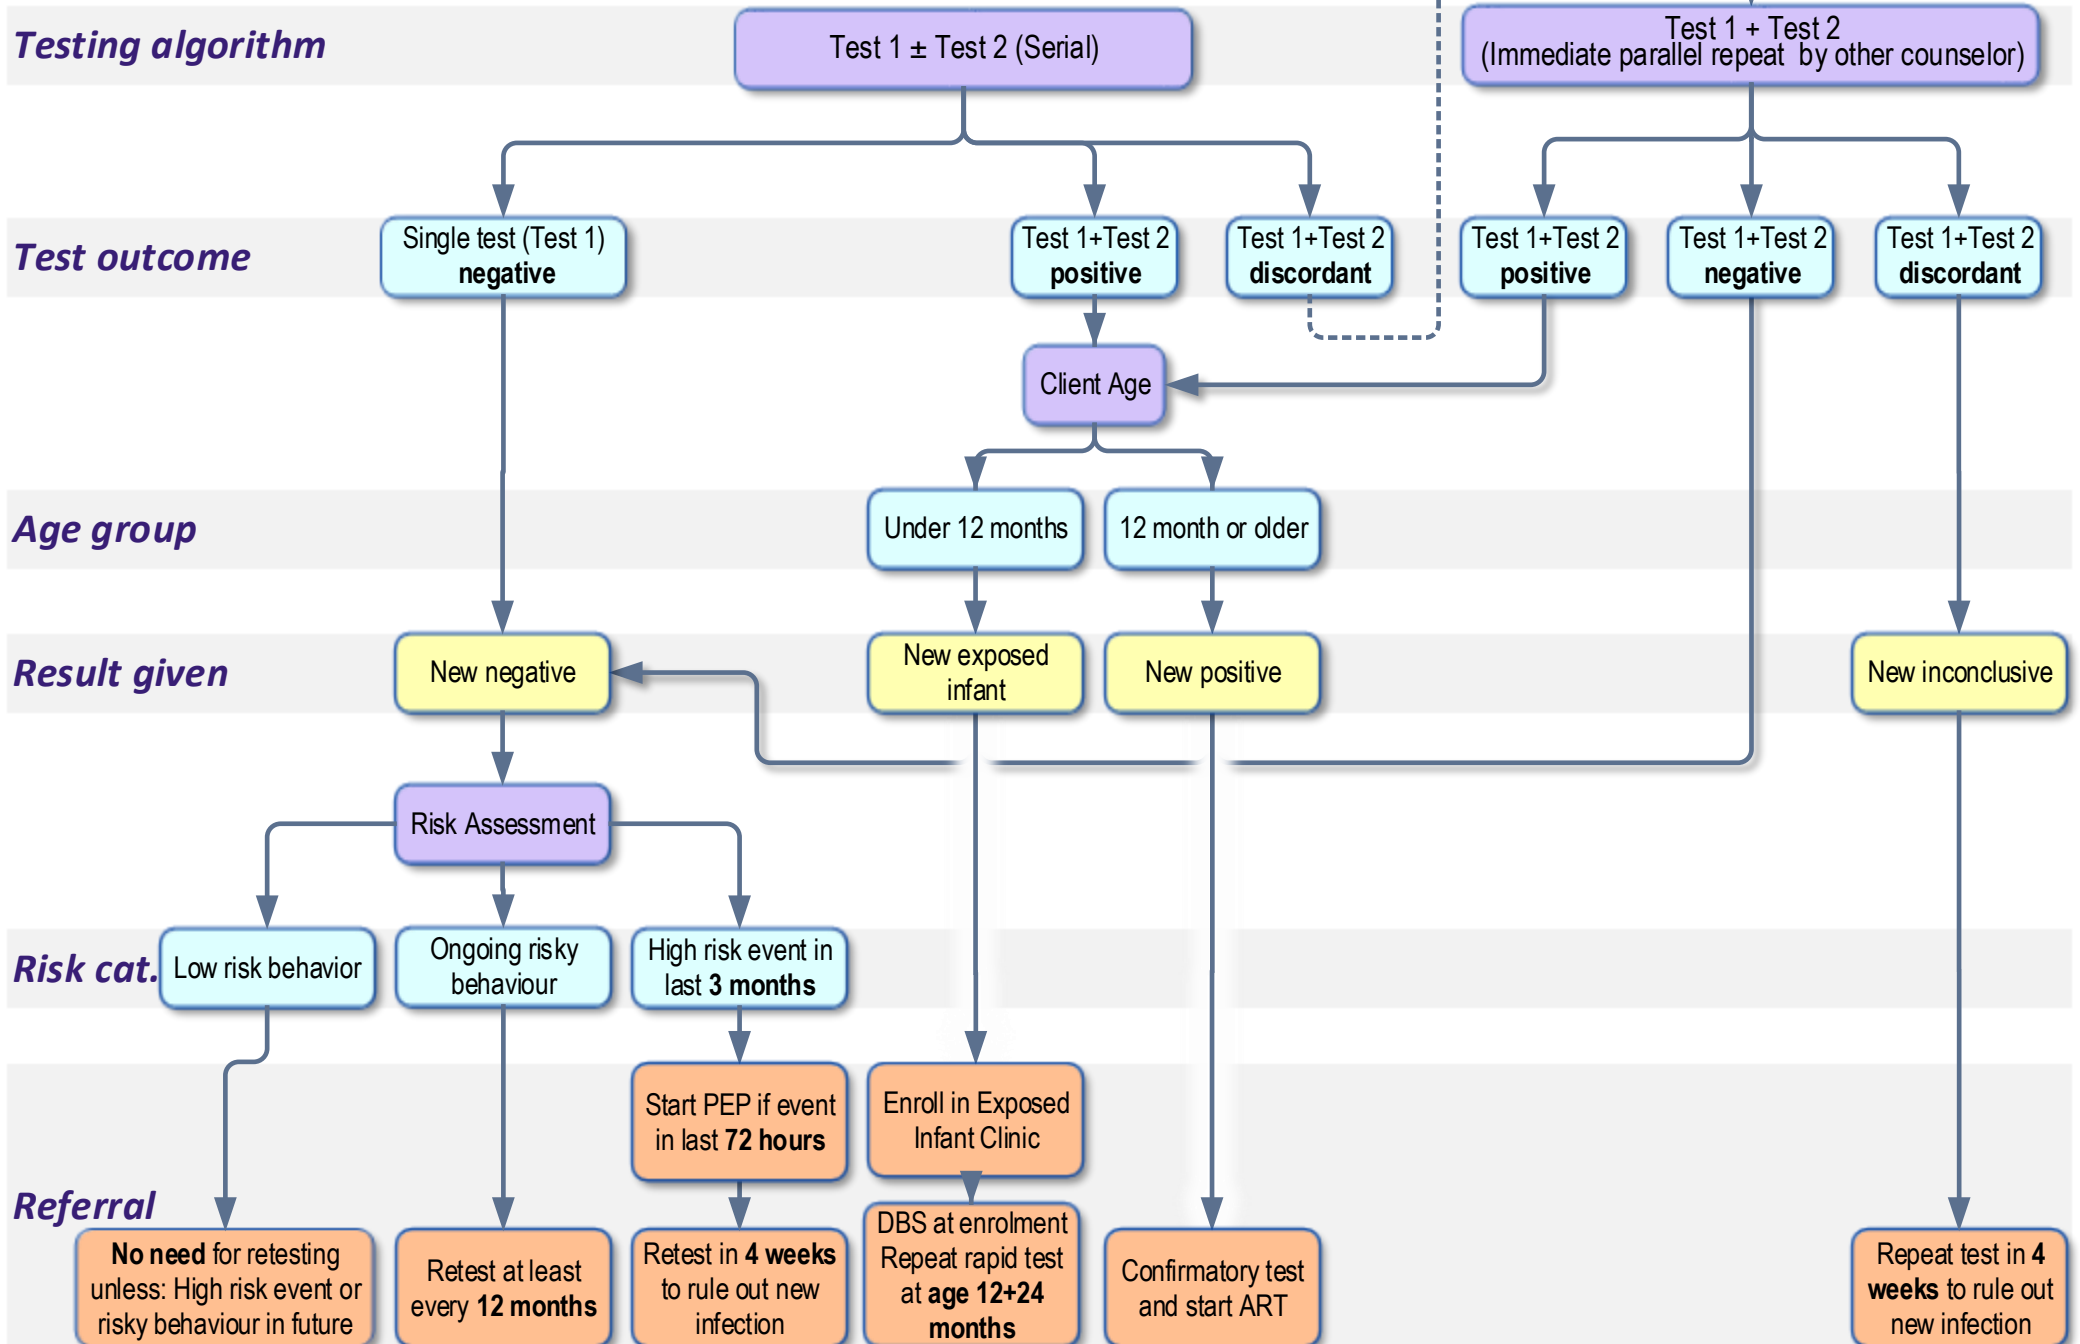 Testing algorithm
Test 1 ± Test 2 (Serial)
Test 1 + Test 2
(Immediate parallel repeat by other counselor)
Test outcome
Single test (Test 1)
negative
Test 1+Test 2
positive
Test 1+Test 2
discordant
Test 1+Test 2
positive
Test 1+Test 2
negative
Test 1+Test 2
discordant
Client Age
Age group
Under 12 months
12 month or older
Result given
New negative
New exposed
infant
New positive
New inconclusive
Risk Assessment
Risk cat.
Low risk behavior
Ongoing risky
behaviour
High risk event in
last 3 months
Referral
Start PEP if event
in last 72 hours
Enroll in Exposed
Infant Clinic
No need for retesting
unless: High risk event or
risky behaviour in future
Retest at least
every 12 months
Retest in 4 weeks
to rule out new
infection
DBS at enrolment
Repeat rapid test
at age 12+24
months
Confirmatory test
and start ART
Repeat test in 4
weeks to rule out
new infection